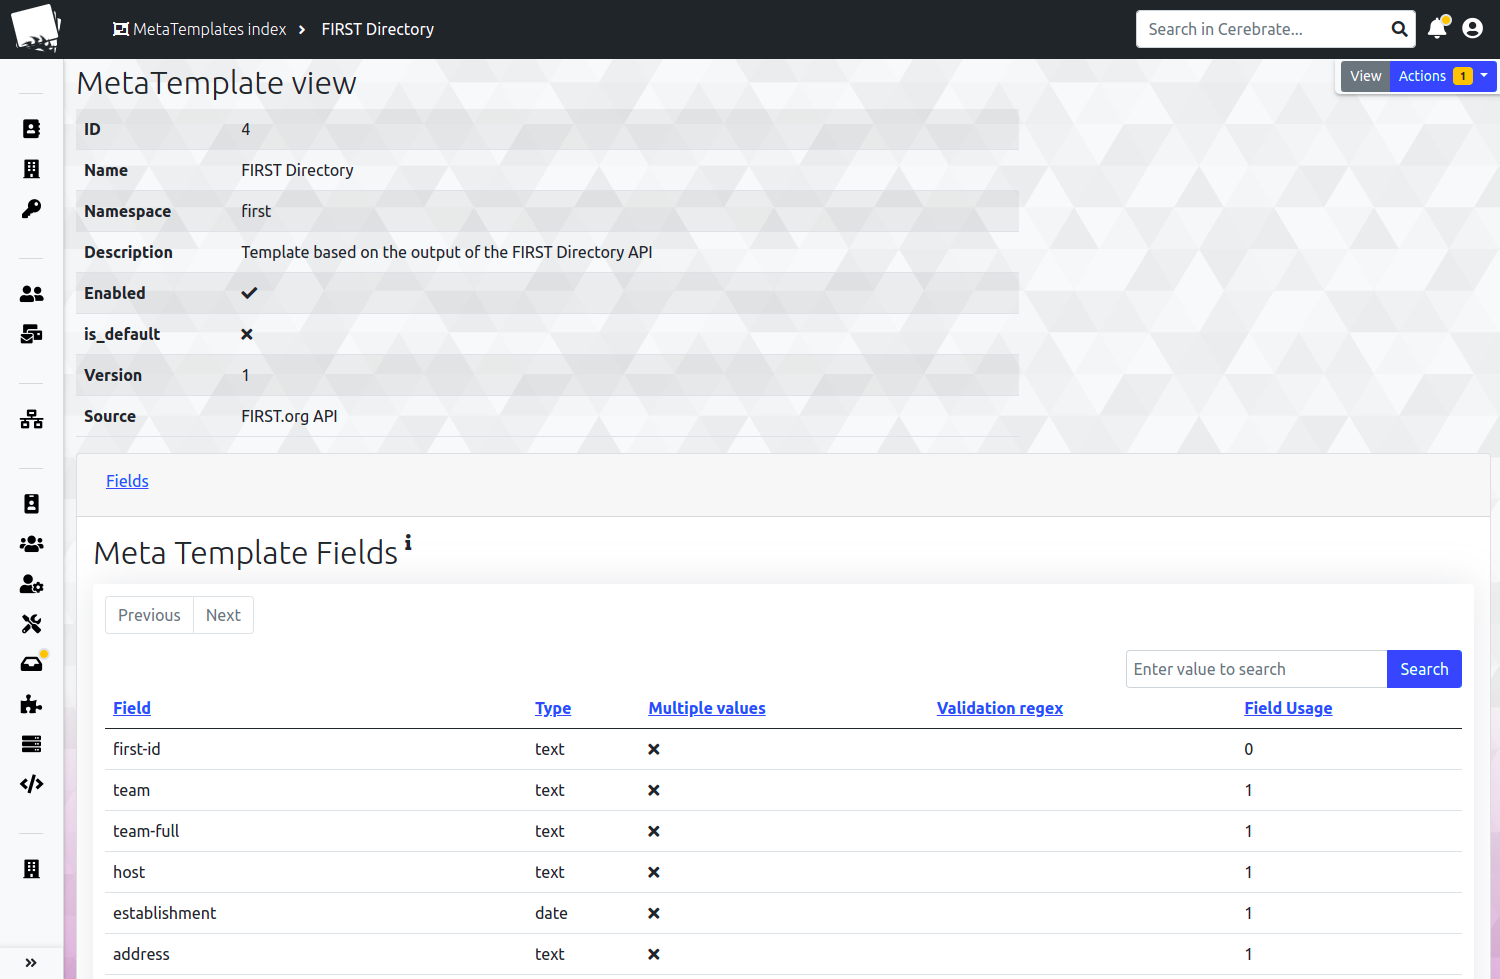 MetaTemplates index FIRST Directory
Search in Cerebrate...
MetaTemplate view
View Actions 1
ID 4
Name FIRST Directory
Namespace first
Description Template based on the output of the FIRST Directory API
Enabled
is_default
Version 1
Source FIRST.org API
Fields
Meta Template Fields
Previous Next
Enter value to search Search
Field Type Multiple values Validation regex Field Usage
first-id text 0
team text 1
team-full text 1
host text 1
establishment date 1
address text 1